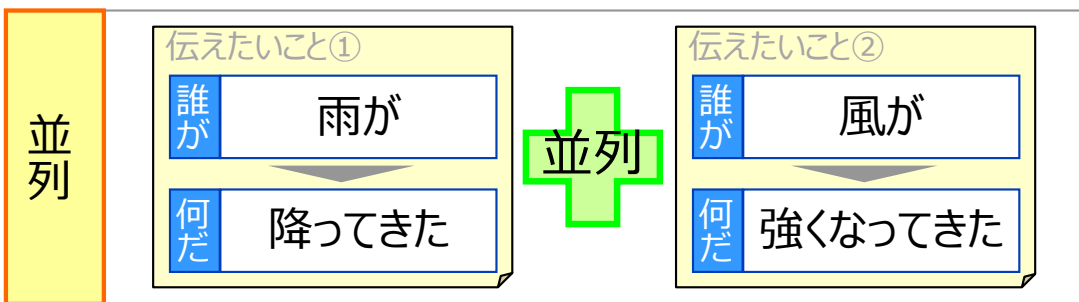 並列
伝えたいこと①
誰が
雨が
何だ
降ってきた
並列
伝えたいこと②
誰が
風が
何だ
強くなってきた